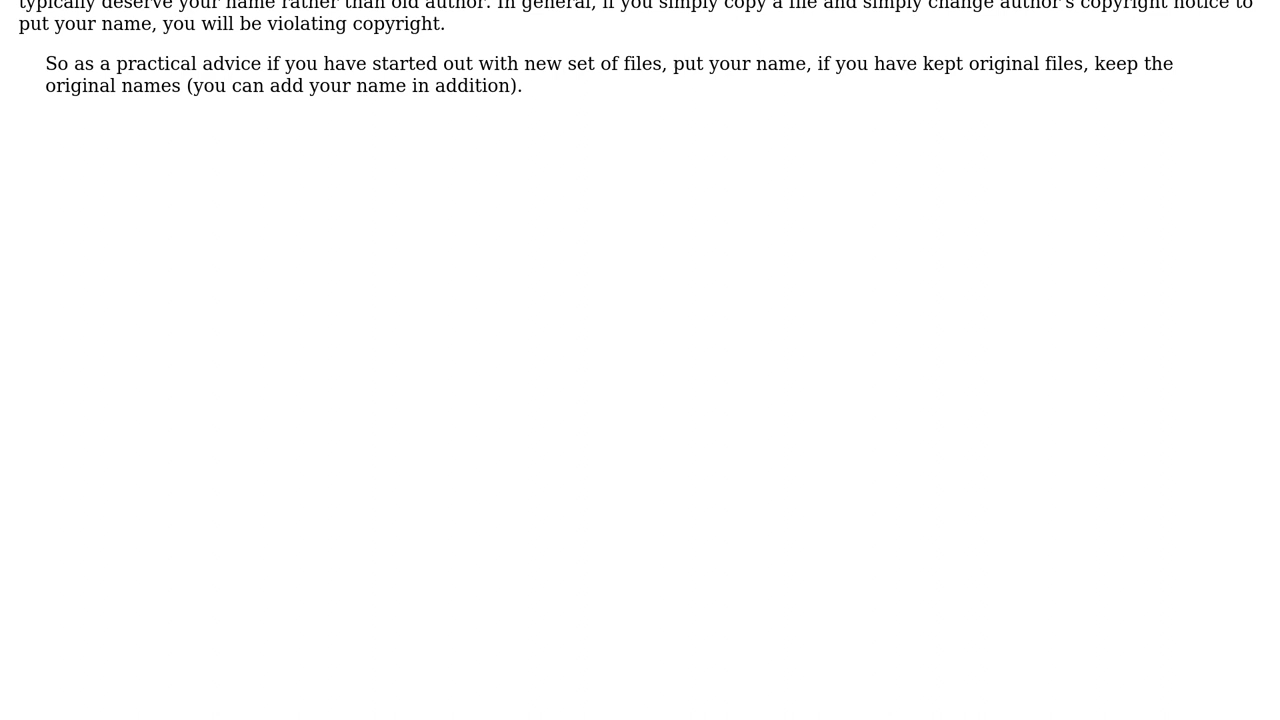 typically deserve your name rather than old author. In general, if you simply copy a file and simply change author's copyright notice to
put your name, you will be violating copyright.
So as a practical advice if you have started out with new set of files, put your name, if you have kept original files, keep the
original names (you can add your name in addition).